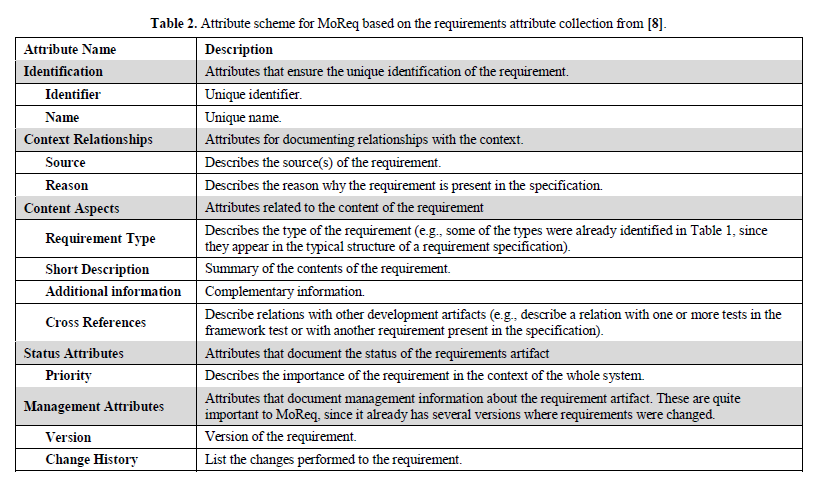 Table 2. Attribute scheme for MoReq based on the requirements attribute collection from [8].
Attribute Name Description
Identification Attributes that ensure the unique identification of the requirement.
Identifier Unique identifier.
Name Unique name.
Context Relationships Attributes for documenting relationships with the context.
Source Describes the source(s) of the requirement.
Reason Describes the reason why the requirement is present in the specification.
Content Aspects Attributes related to the content of the requirement
Requirement Type Describes the type of the requirement (e.g., some of the types were already identified in Table 1, since
they appear in the typical structure of a requirement specification).
Short Description Summary of the contents of the requirement.
Additional information Complementary information.
Cross References Describe relations with other development artifacts (e.g., describe a relation with one or more tests in the
framework test or with another requirement present in the specification).
Status Attributes Attributes that document the status of the requirements artifact
Priority Describes the importance of the requirement in the context of the whole system.
Management Attributes Attributes that document management information about the requirement artifact. These are quite
important to MoReq, since it already has several versions where requirements were changed.
Version Version of the requirement.
Change History List the changes performed to the requirement.